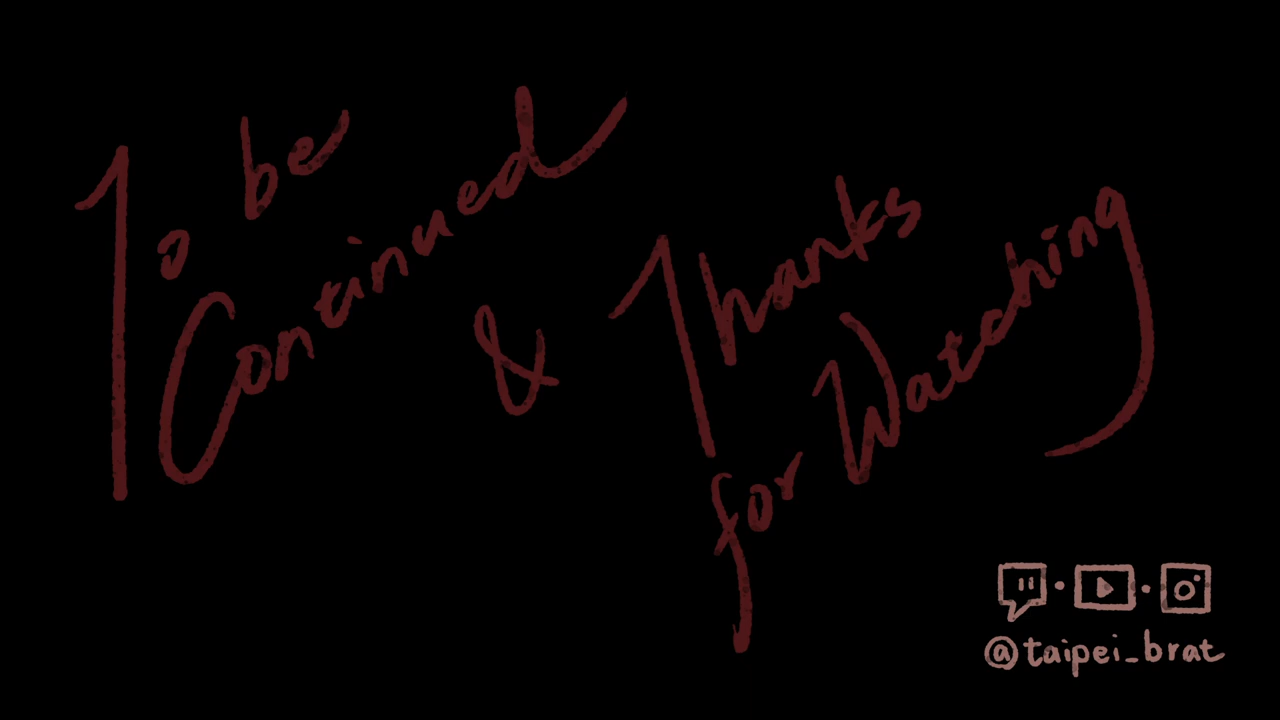 To be
Continued
&
Thanks
for Watching
@taipei_brat